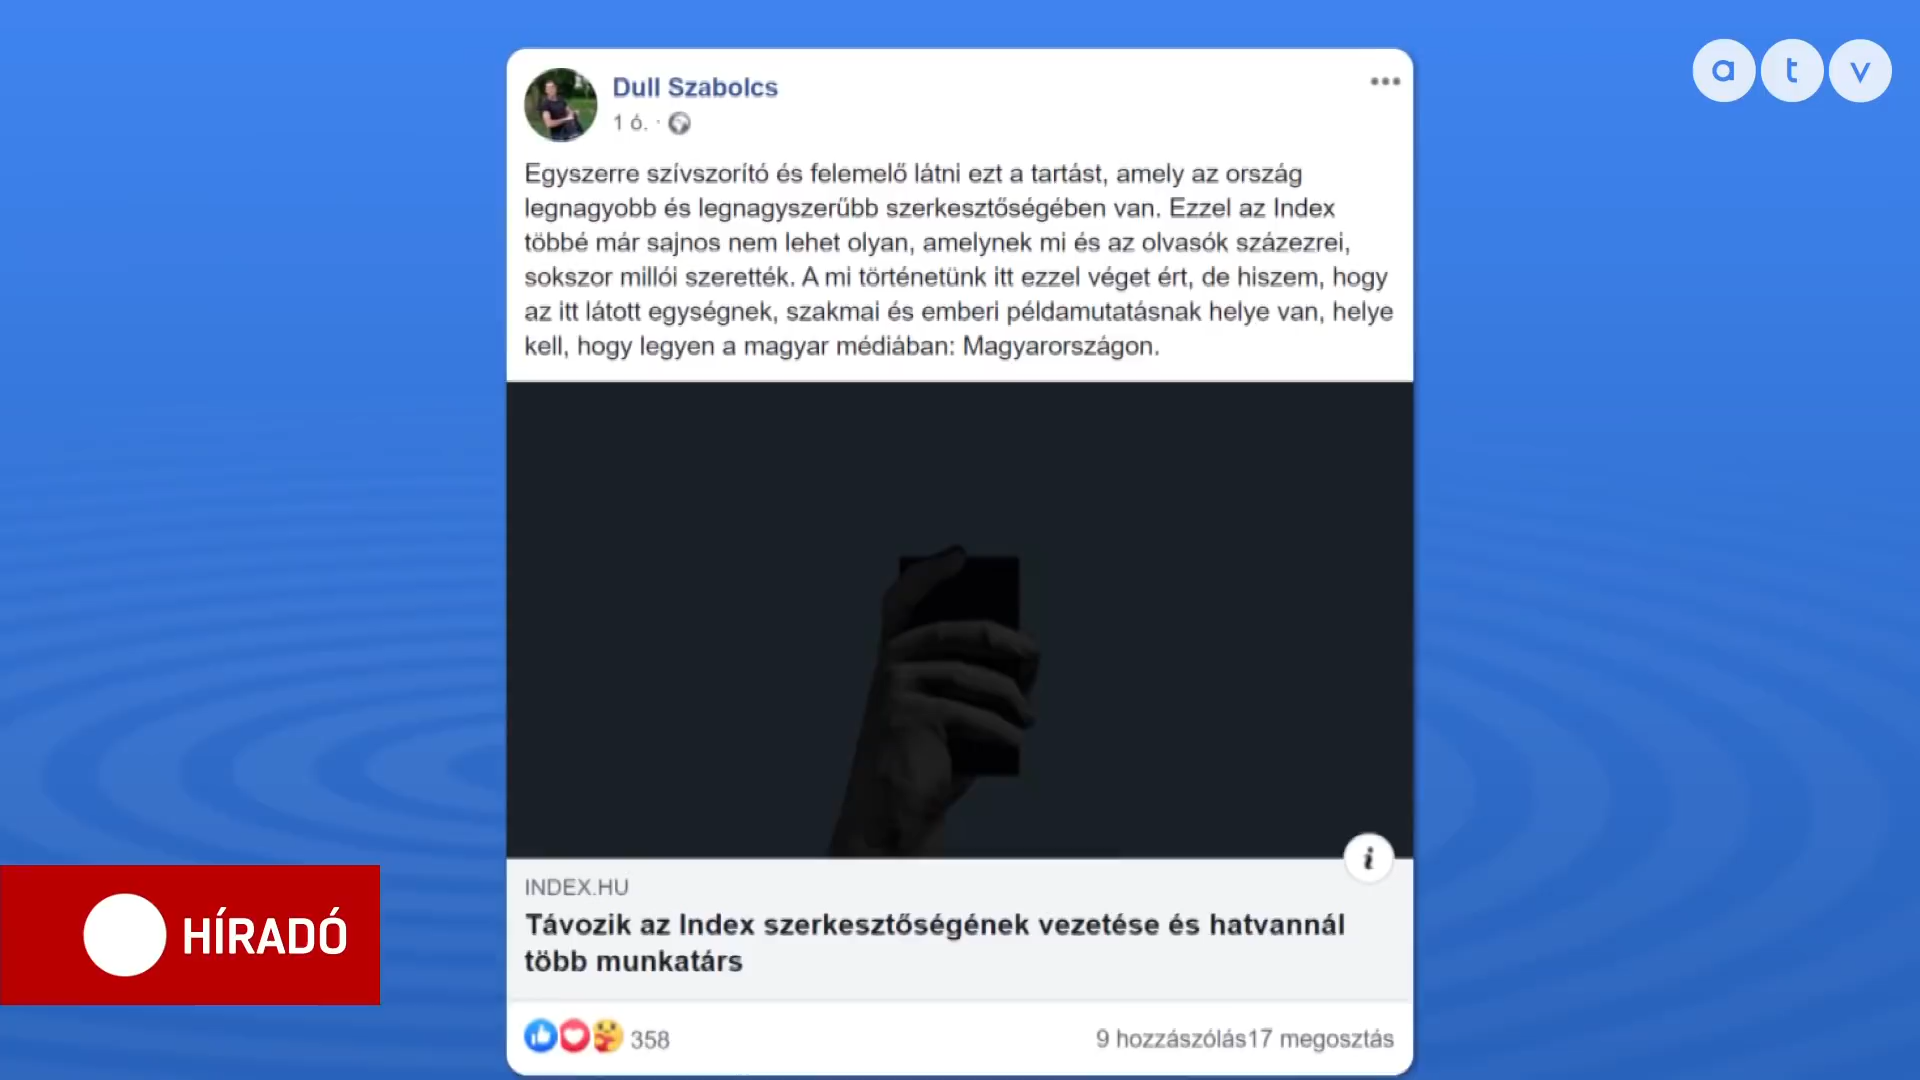 a t v
Dull Szabolcs
1 ó. ·
Egyszerre szívszorító és felemelő látni ezt a tartást, amely az ország
legnagyobb és legnagyszerűbb szerkesztőségében van. Ezzel az Index
többé már sajnos nem lehet olyan, amelynek mi és az olvasók százezrei,
sokszor millói szerették. A mi történetünk itt ezzel véget ért, de hiszem, hogy
az itt látott egységnek, szakmai és emberi példamutatásnak helye van, helye
kell, hogy legyen a magyar médiában: Magyarországon.
i
INDEX.HU
Távozik az Index szerkesztőségének vezetése és hatvannál
több munkatárs
358
9 hozzászólás17 megosztás
HÍRADÓ